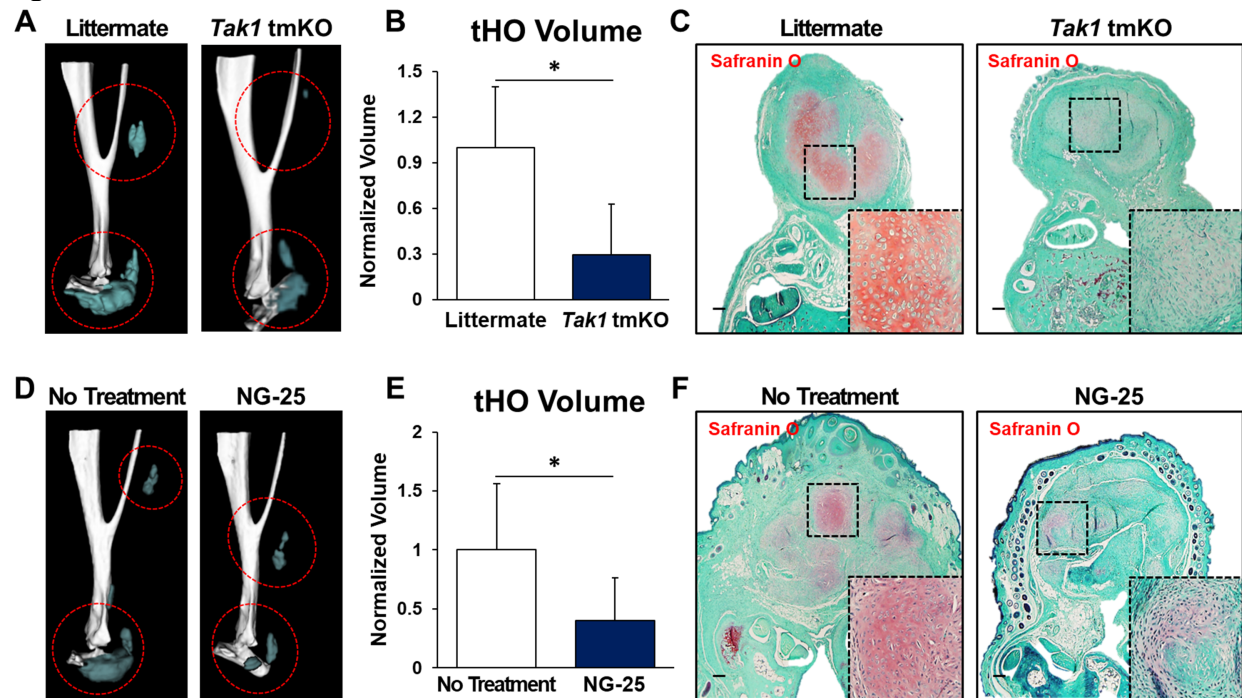 A
Littermate
Tak1 tmKO
B
tHO Volume
*
Normalized Volume
1.5
1.2
0.9
0.6
0.3
0
Littermate
Tak1 tmKO
C
Littermate
Tak1 tmKO
Safranin O
Safranin O
D
No Treatment
NG-25
E
tHO Volume
*
Normalized Volume
2
1.5
1
0.5
0
No Treatment
NG-25
F
No Treatment
NG-25
Safranin O
Safranin O